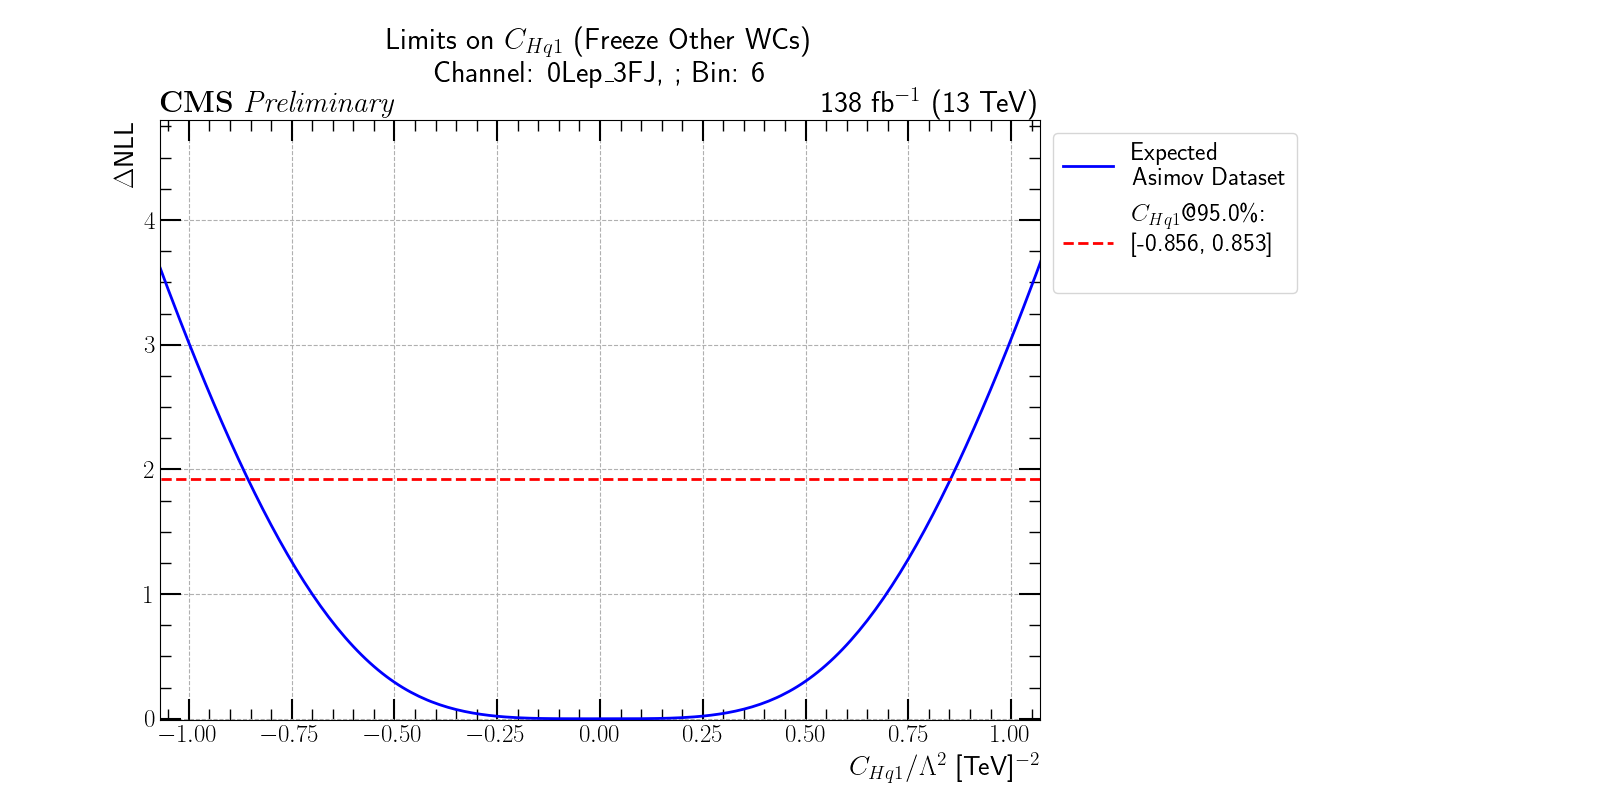 Limits on C_{Hq1} (Freeze Other WCs)
Channel: 0Lep_3FJ, ; Bin: 6
CMS Preliminary
138 fb^{-1} (13 TeV)
ΔNLL
4
3
2
1
0
−1.00 −0.75 −0.50 −0.25 0.00 0.25 0.50 0.75 1.00
C_{Hq1}/Λ^2 [TeV]^{-2}
Expected
Asimov Dataset
C_{Hq1}@95.0%:
[-0.856, 0.853]